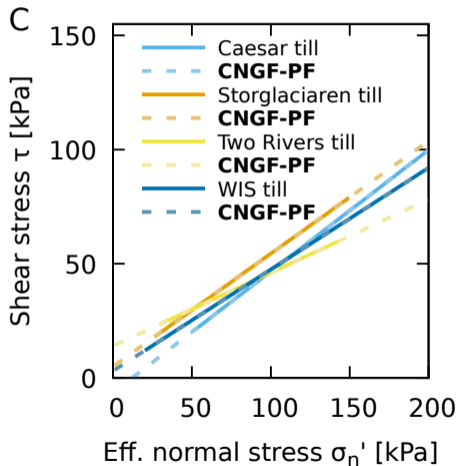 C
150
100
50
0
Shear stress τ [kPa]
Caesar till
CNGF-PF
Storglaciaren till
CNGF-PF
Two Rivers till
CNGF-PF
WIS till
CNGF-PF
0 50 100 150 200
Eff. normal stress σn' [kPa]